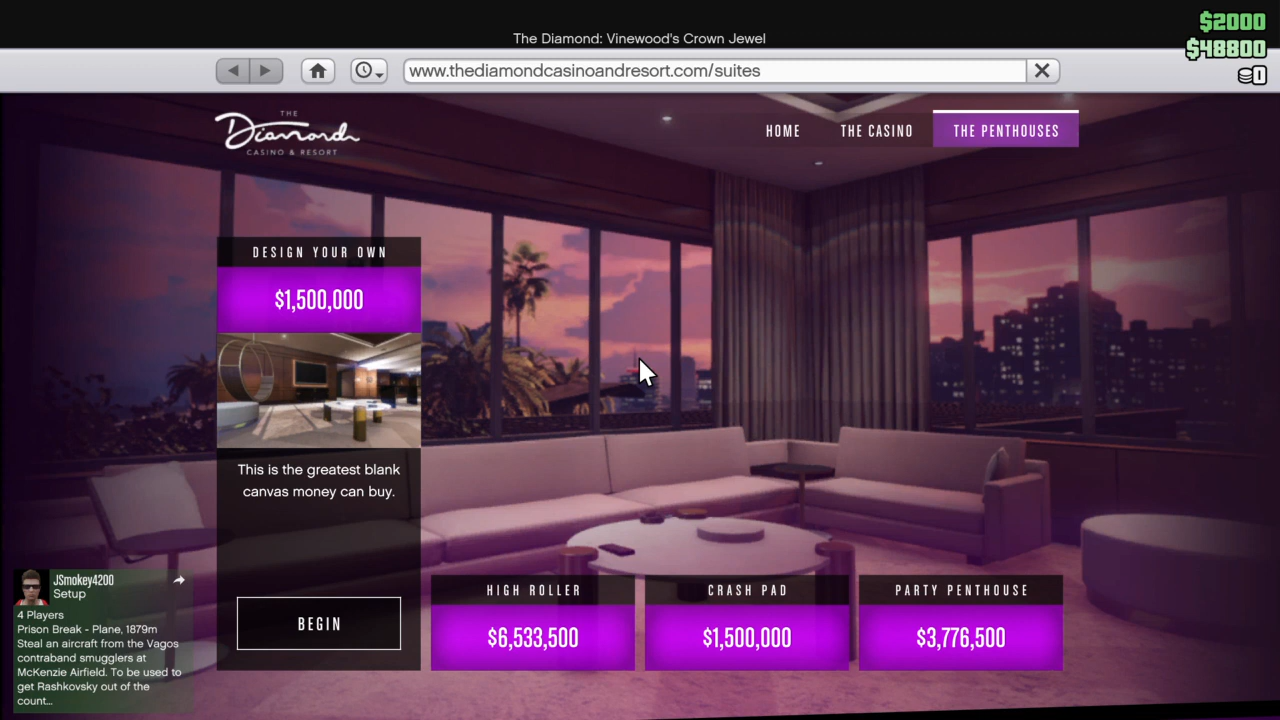 $2000
The Diamond: Vinewood's Crown Jewel
$48800
www.thediamondcasinoandresort.com/suites
0
THE
Diamond
CASINO & RESORT
HOME
THE CASINO
THE PENTHOUSES
DESIGN YOUR OWN
$1,500,000
This is the greatest blank
canvas money can buy.
BEGIN
HIGH ROLLER
$6,533,500
CRASH PAD
$1,500,000
PARTY PENTHOUSE
$3,776,500
JSmokey4200
Setup
4 Players
Prison Break - Plane, 1879m
Steal an aircraft from the Vagos
contraband smugglers at
McKenzie Airfield. To be used to
get Rashkovsky out of the
count...